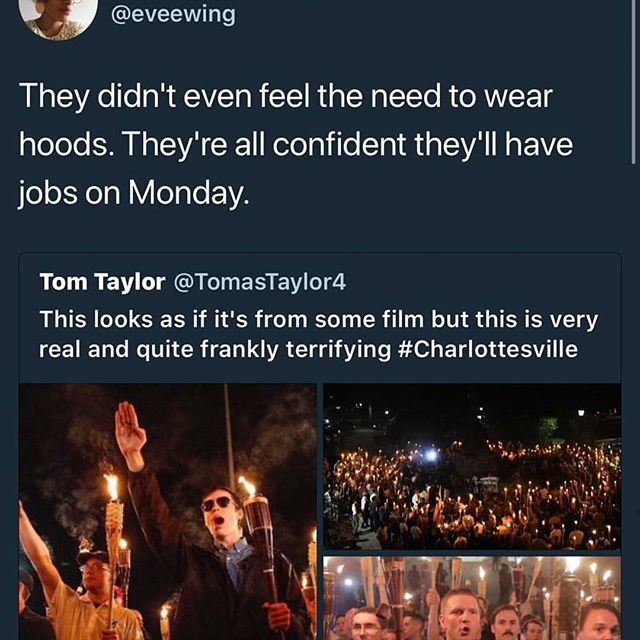 @eveewing
They didn't even feel the need to wear
hoods. They're all confident they'll have
jobs on Monday.
Tom Taylor @TomasTaylor4
This looks as if it's from some film but this is very
real and quite frankly terrifying #Charlottesville